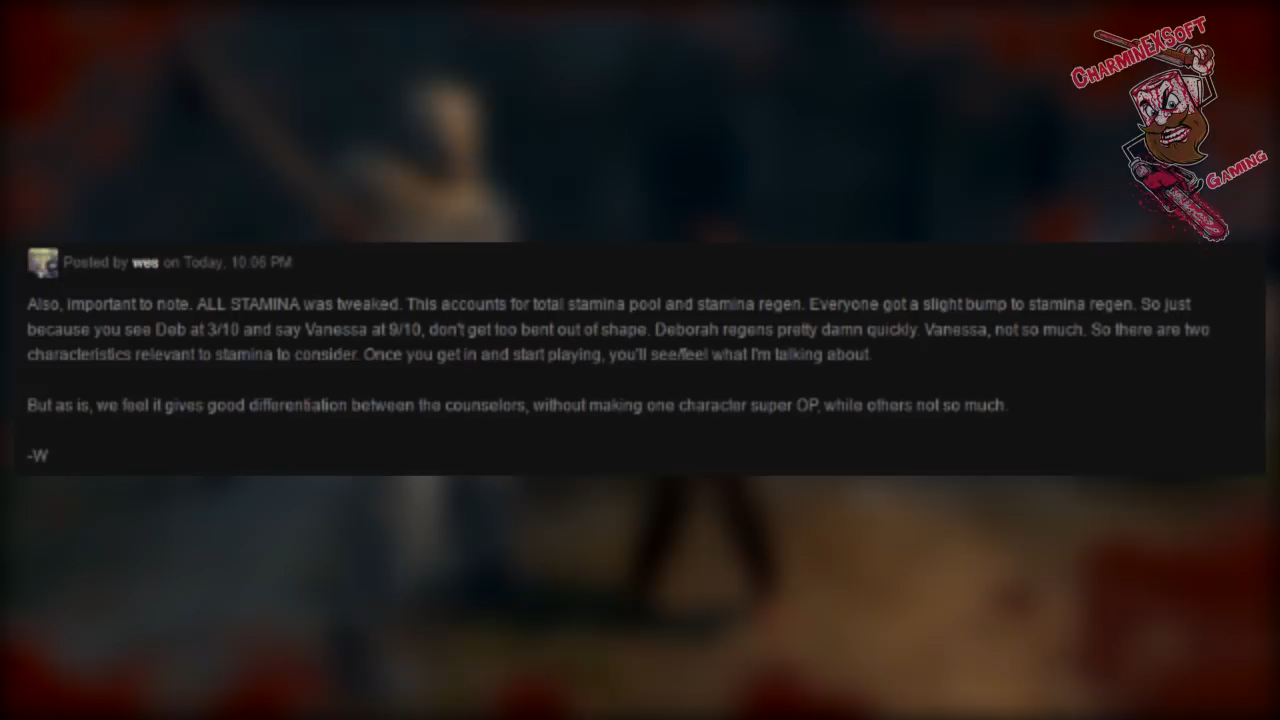 CHARMINEXSOFT
GAMING
Posted by wes on Today, 10:06 PM
Also, important to note. ALL STAMINA was tweaked. This accounts for total stamina pool and stamina regen. Everyone got a slight bump to stamina regen. So just
because you see Deb at 3/10 and say Vanessa at 9/10, don't get too bent out of shape. Deborah regens pretty damn quickly. Vanessa, not so much. So there are two
characteristics relevant to stamina to consider. Once you get in and start playing, you'll see/feel what I'm talking about.
But as is, we feel it gives good differentiation between the counselors, without making one character super OP, while others not so much.
-W